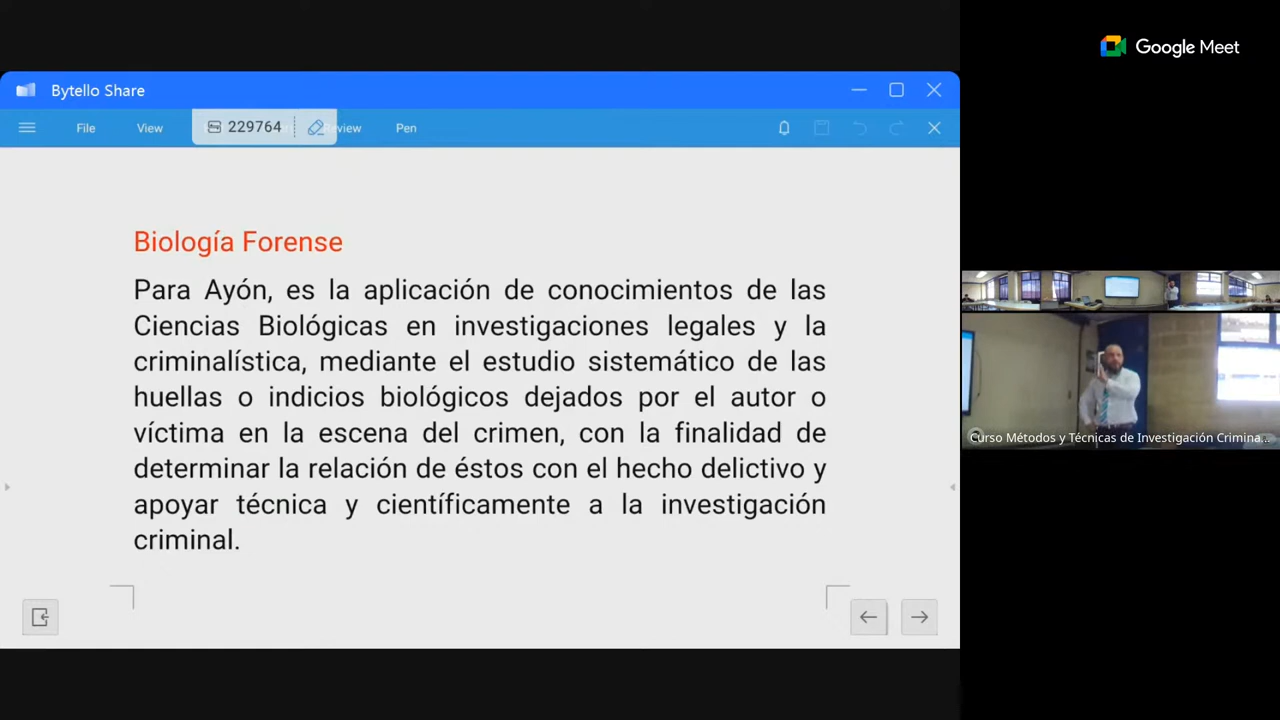 Google Meet
Bytello Share
File
View
229764
Review
Pen
Biología Forense
Para Ayón, es la aplicación de conocimientos de las
Ciencias Biológicas en investigaciones legales y la
criminalística, mediante el estudio sistemático de las
huellas o indicios biológicos dejados por el autor o
víctima en la escena del crimen, con la finalidad de
determinar la relación de éstos con el hecho delictivo y
apoyar técnica y científicamente a la investigación
criminal.
Curso Métodos y Técnicas de Investigación Crimina...